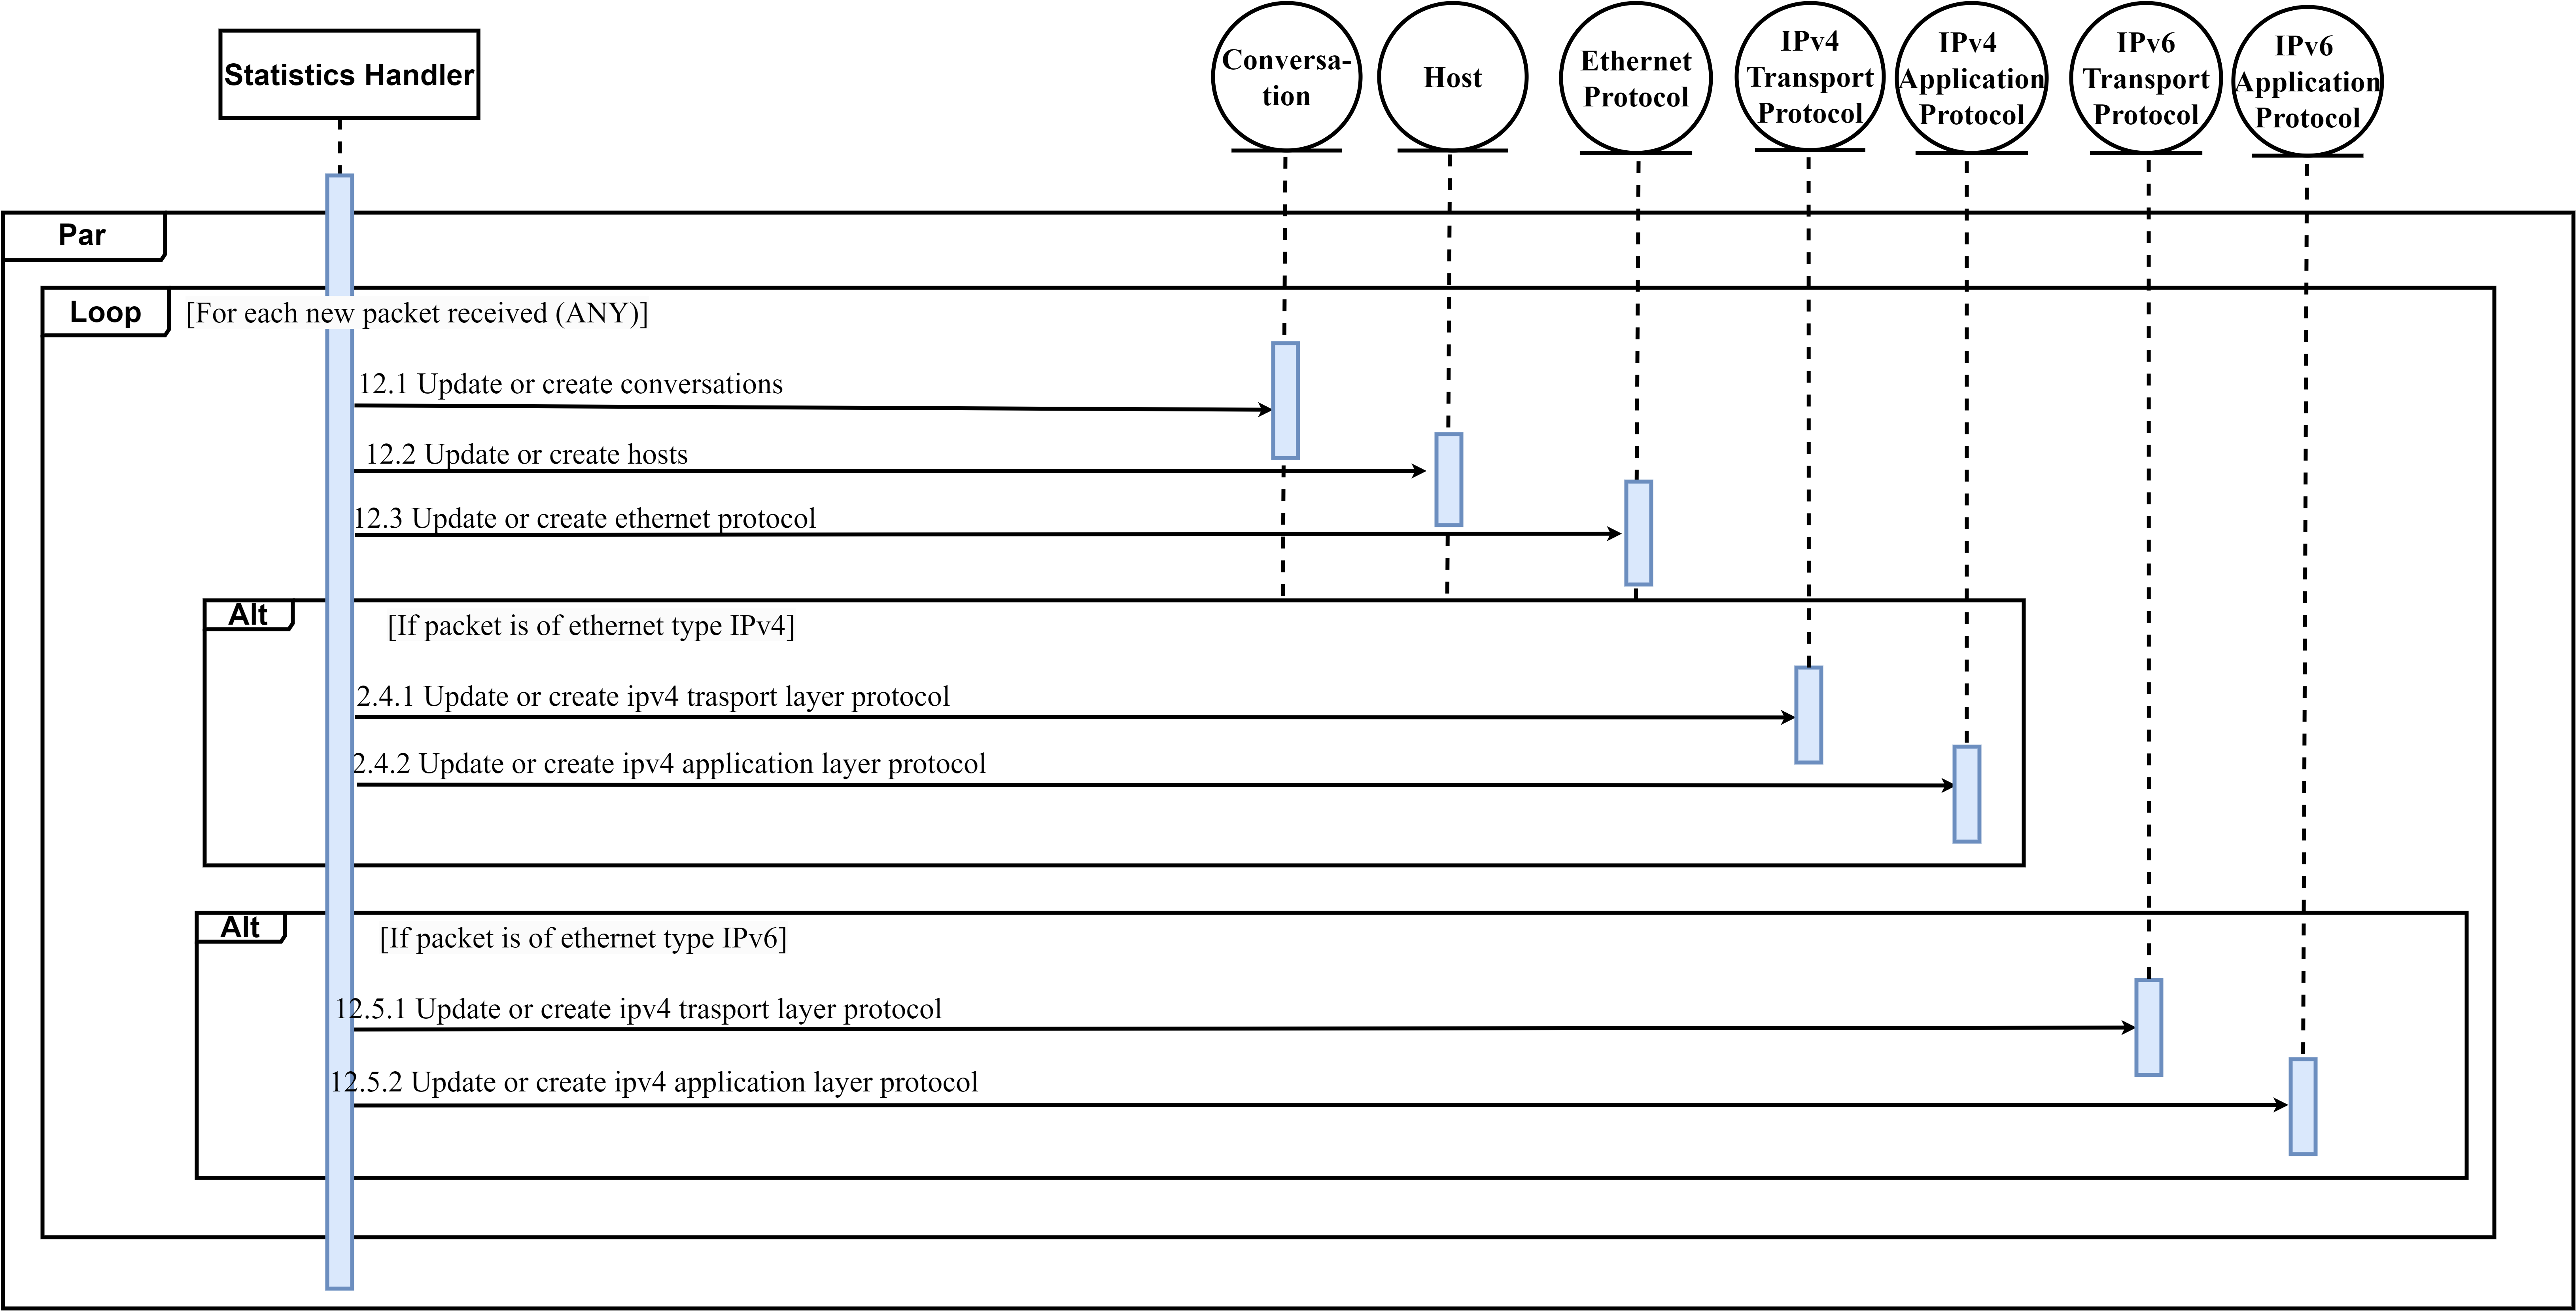 Statistics Handler
Conversa-
tion
Host
Ethernet
Protocol
IPv4
Transport
Protocol
IPv4
Application
Protocol
IPv6
Transport
Protocol
IPv6
Application
Protocol
Par
Loop
[For each new packet received (ANY)]
12.1 Update or create conversations
12.2 Update or create hosts
12.3 Update or create ethernet protocol
Alt
[If packet is of ethernet type IPv4]
2.4.1 Update or create ipv4 trasport layer protocol
2.4.2 Update or create ipv4 application layer protocol
Alt
[If packet is of ethernet type IPv6]
12.5.1 Update or create ipv4 trasport layer protocol
12.5.2 Update or create ipv4 application layer protocol